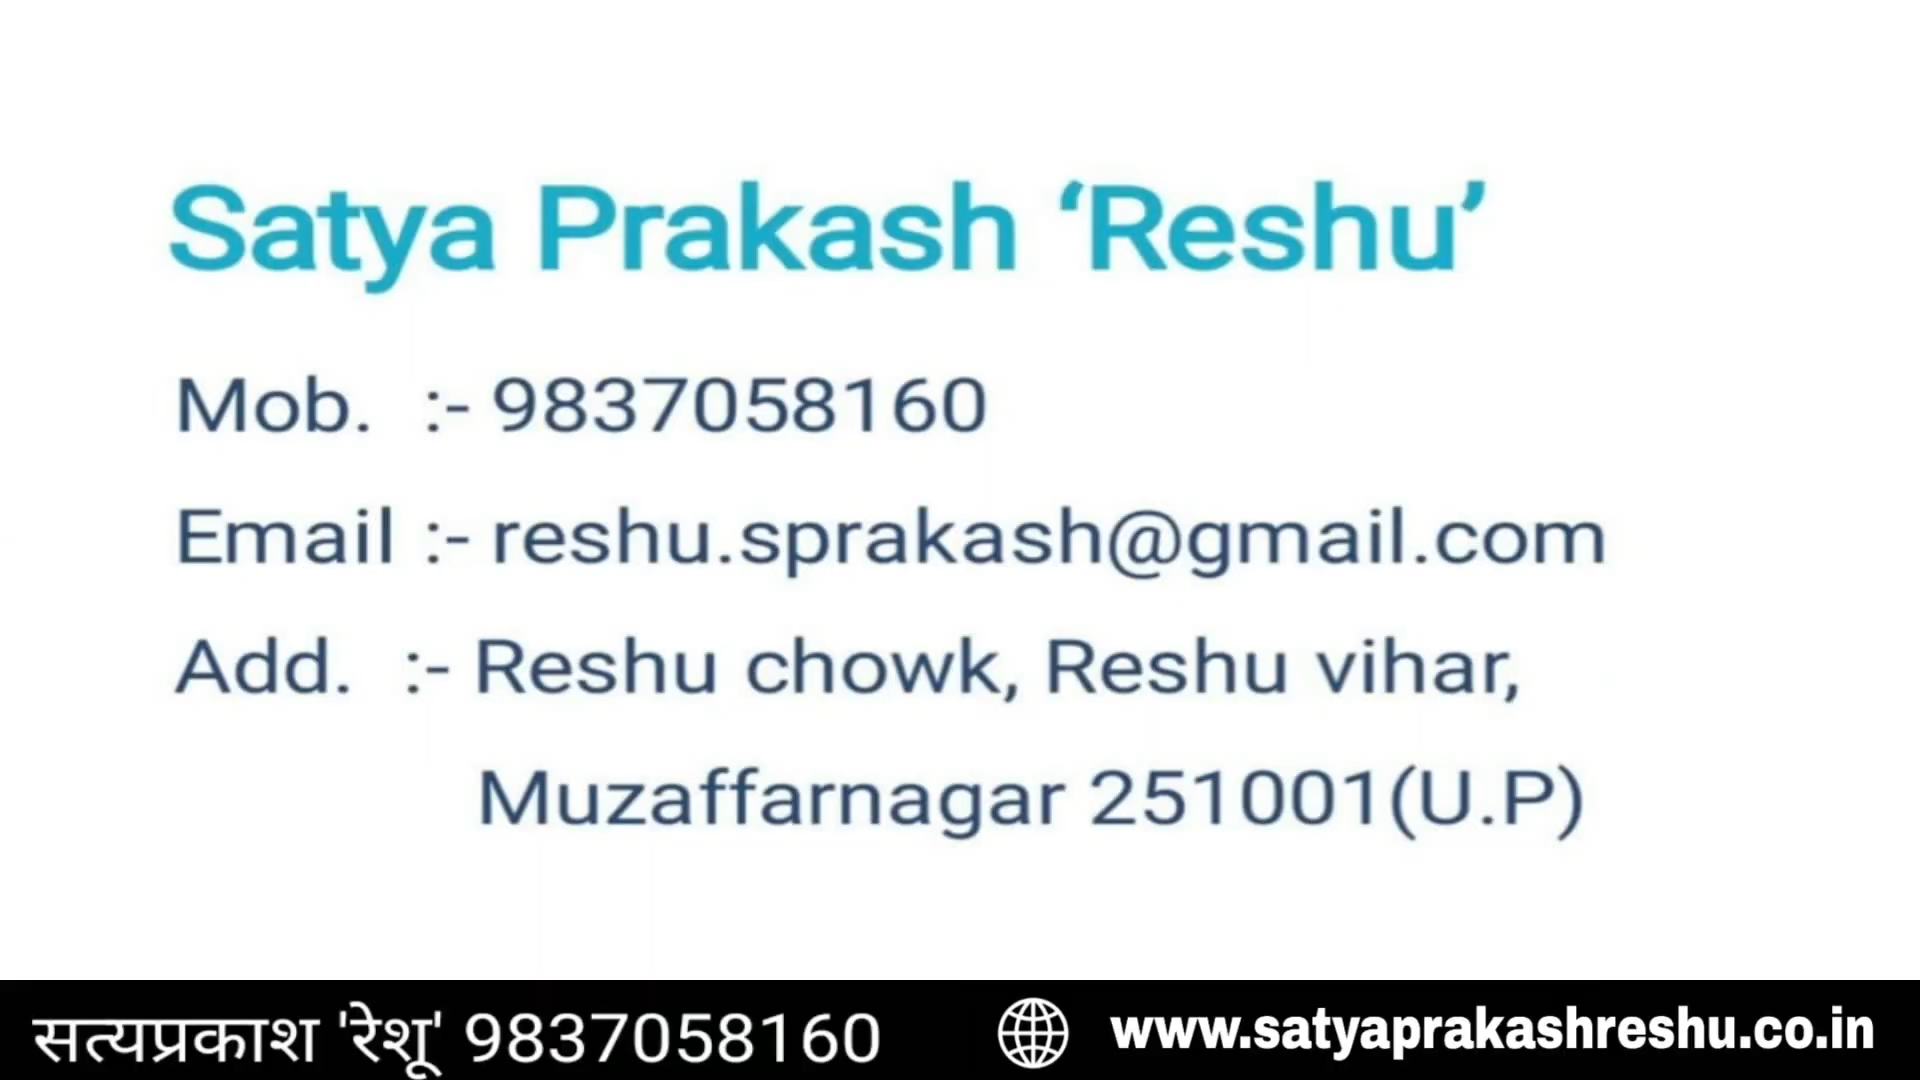 Satya Prakash ‘Reshu’
Mob. :- 9837058160
Email :- reshu.sprakash@gmail.com
Add. :- Reshu chowk, Reshu vihar,
Muzaffarnagar 251001(U.P)
सत्यप्रकाश 'रेशू' 9837058160 www.satyaprakashreshu.co.in